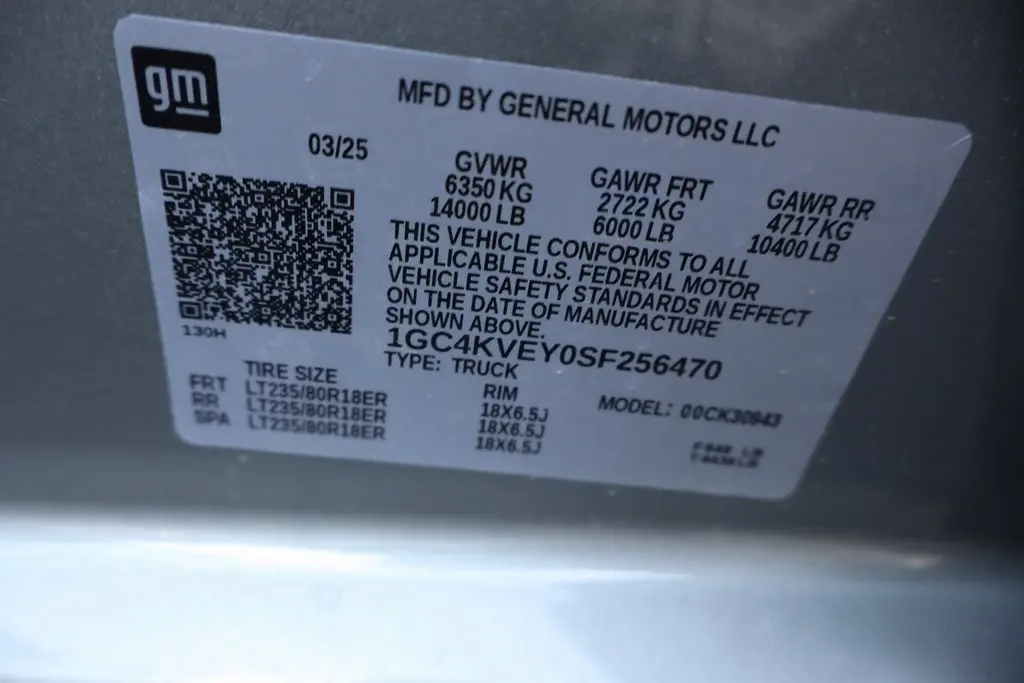 gm
MFD BY GENERAL MOTORS LLC
03/25
GVWR GAWR FRT GAWR RR
6350 KG 2722 KG 4717 KG
14000 LB 6000 LB 10400 LB
THIS VEHICLE CONFORMS TO ALL
APPLICABLE U.S. FEDERAL MOTOR
VEHICLE SAFETY STANDARDS IN EFFECT
ON THE DATE OF MANUFACTURE
SHOWN ABOVE.
130H
1GC4KVEY0SF256470
TYPE: TRUCK
TIRE SIZE RIM
FRT LT235/80R18ER 18X6.5J
RR LT235/80R18ER 18X6.5J
SPA LT235/80R18ER 18X6.5J
MODEL: 00CK30943